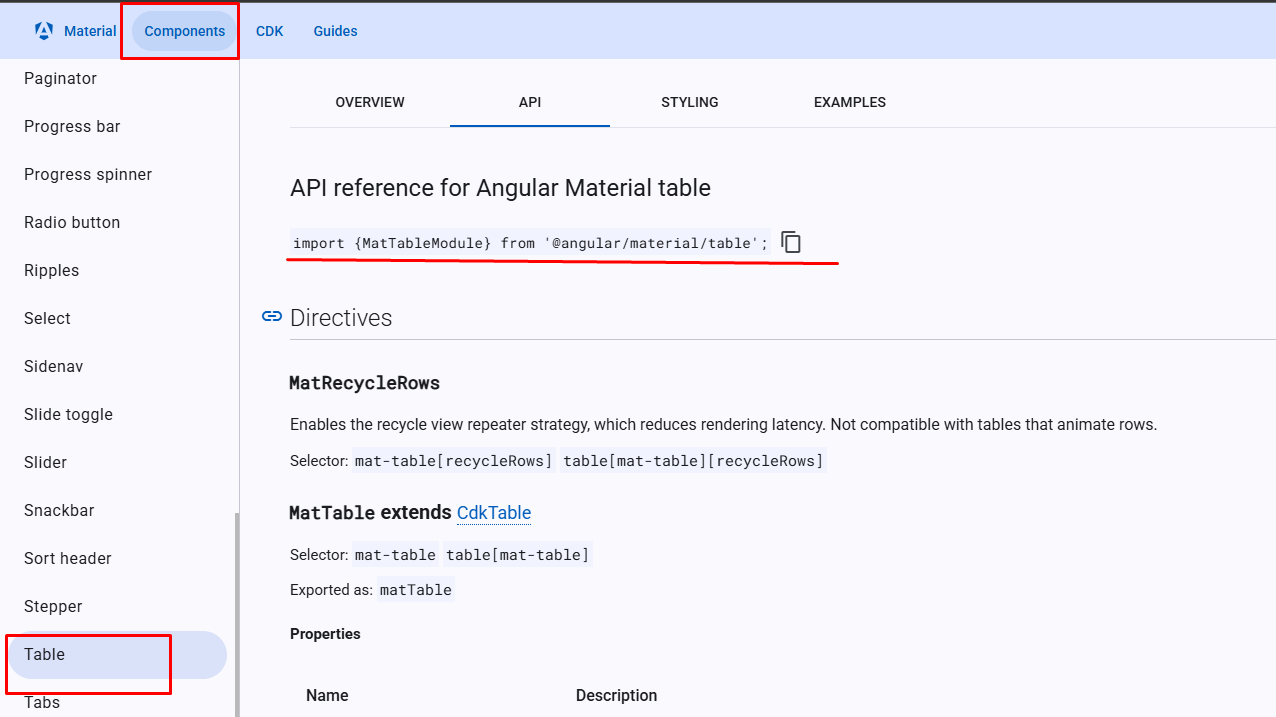 Material Components CDK Guides
Paginator
Progress bar
Progress spinner
Radio button
Ripples
Select
Sidenav
Slide toggle
Slider
Snackbar
Sort header
Stepper
Table
Tabs
OVERVIEW API STYLING EXAMPLES
API reference for Angular Material table
import {MatTableModule} from '@angular/material/table';
Directives
MatRecycleRows
Enables the recycle view repeater strategy, which reduces rendering latency. Not compatible with tables that animate rows.
Selector: mat-table[recycleRows] table[mat-table][recycleRows]
MatTable extends CdkTable
Selector: mat-table table[mat-table]
Exported as: matTable
Properties
Name Description